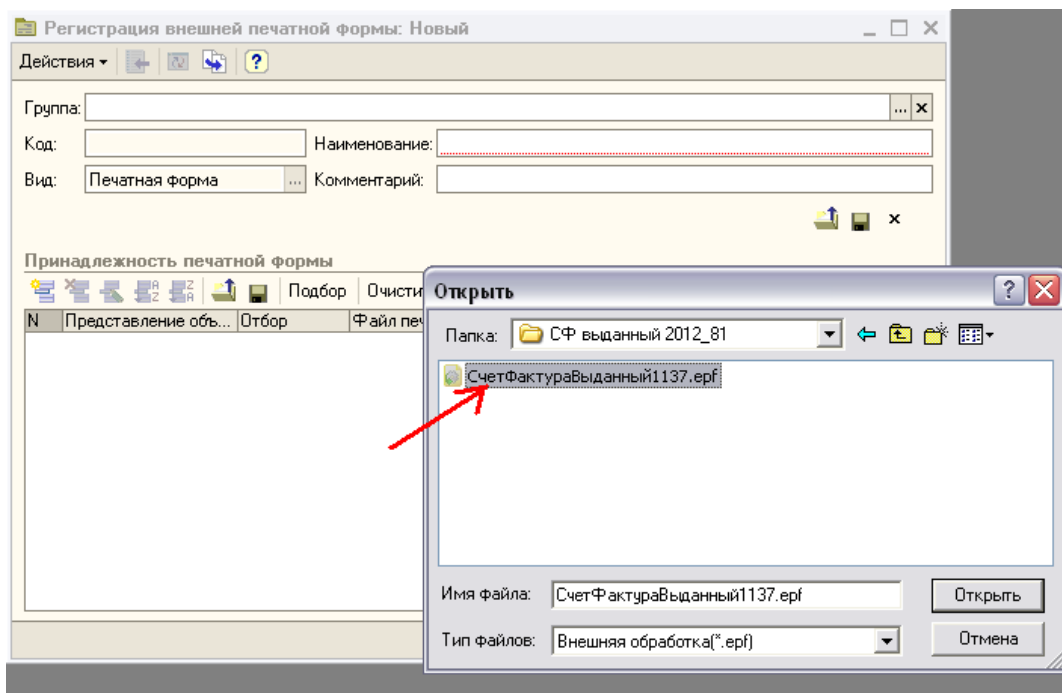 Регистрация внешней печатной формы: Новый
Действия
Группа:
Код: Наименование:
Вид: Печатная форма ... Комментарий:
Принадлежность печатной формы
Подбор Очисти
N Представление объ... Отбор Файл печ
Открыть
Папка: СФ выданный 2012_81
СчетФактураВыданный1137.epf
Имя файла: СчетФактураВыданный1137.epf Открыть
Тип файлов: Внешняя обработка(*.epf) Отмена